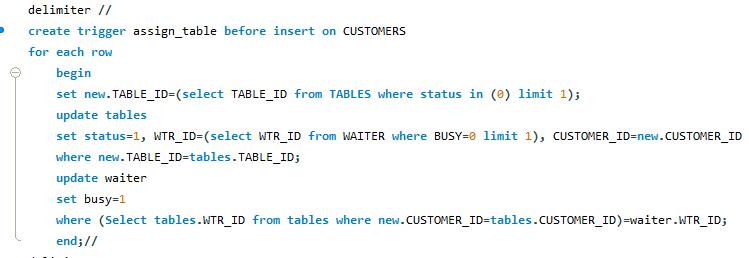 delimiter //
create trigger assign_table before insert on CUSTOMERS
for each row
begin
set new.TABLE_ID=(select TABLE_ID from TABLES where status in (0) limit 1);
update tables
set status=1, WTR_ID=(select WTR_ID from WAITER where BUSY=0 limit 1), CUSTOMER_ID=new.CUSTOMER_ID
where new.TABLE_ID=tables.TABLE_ID;
update waiter
set busy=1
where (Select tables.WTR_ID from tables where new.CUSTOMER_ID=tables.CUSTOMER_ID)=waiter.WTR_ID;
end;//